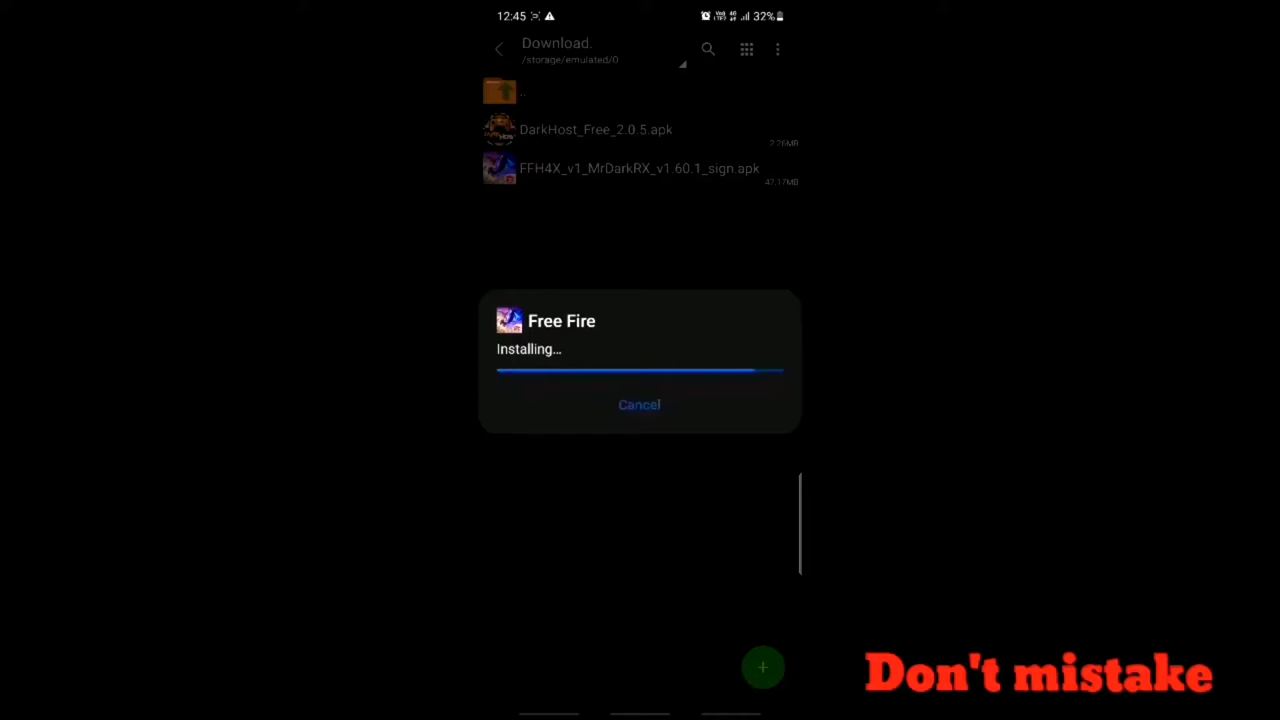 12:45
32%
Download.
/storage/emulated/0
..
DarkHost_Free_2.0.5.apk
2.26MB
FFH4X_v1_MrDarkRX_v1.60.1_sign.apk
47.17MB
Free Fire
Installing...
Cancel
+
Don't mistake